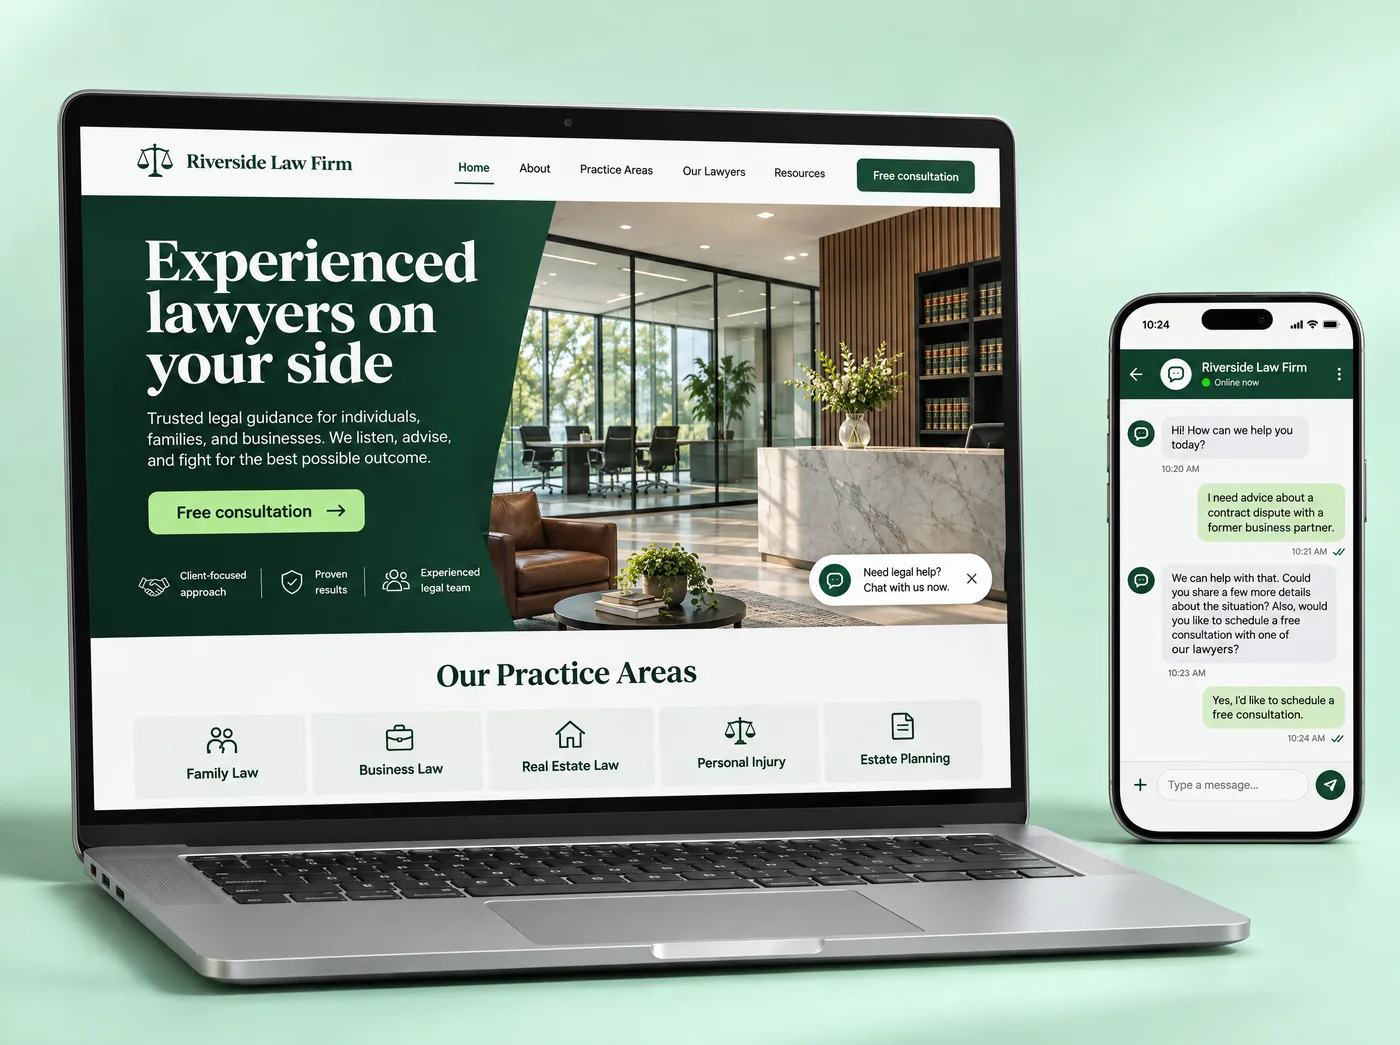 Riverside Law Firm
Home
About
Practice Areas
Our Lawyers
Resources
Free consultation
Experienced
lawyers on
your side
Trusted legal guidance for individuals,
families, and businesses. We listen, advise,
and fight for the best possible outcome.
Free consultation
Client-focused
approach
Proven
results
Experienced
legal team
Need legal help?
Chat with us now.
Our Practice Areas
Family Law
Business Law
Real Estate Law
Personal Injury
Estate Planning
10:24
Riverside Law Firm
Online now
Hi! How can we help you
today?
10:20 AM
I need advice about a
contract dispute with a
former business partner.
10:21 AM
We can help with that. Could
you share a few more details
about the situation? Also, would
you like to schedule a free
consultation with one of
our lawyers?
10:23 AM
Yes, I'd like to schedule a
free consultation.
10:24 AM
Type a message...